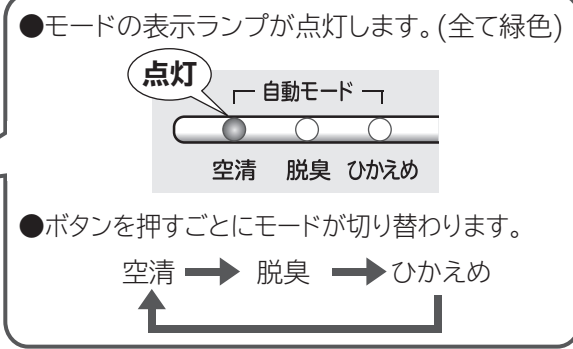 ●モードの表示ランプが点灯します。(全て緑色)
点灯
自動モード
空清 脱臭 ひかえめ
●ボタンを押すごとにモードが切り替わります。
空清 ➡ 脱臭 ➡ ひかえめ